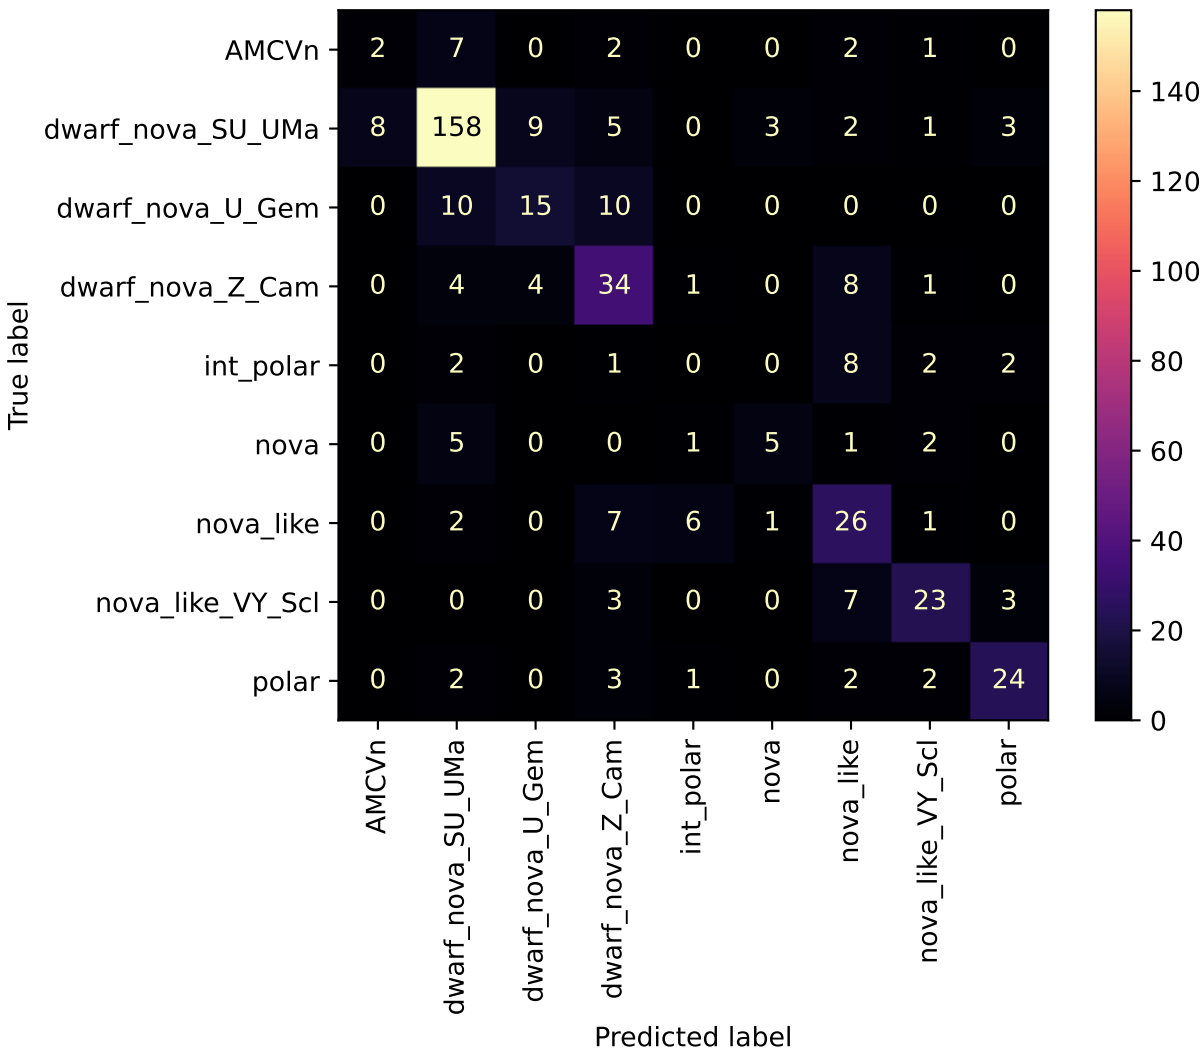 AMCVn 2 7 0 2 0 0 2 1 0
dwarf_nova_SU_UMa 8 158 9 5 0 3 2 1 3
dwarf_nova_U_Gem 0 10 15 10 0 0 0 0 0
dwarf_nova_Z_Cam 0 4 4 34 1 0 8 1 0
int_polar 0 2 0 1 0 0 8 2 2
nova 0 5 0 0 1 5 1 2 0
nova_like 0 2 0 7 6 1 26 1 0
nova_like_VY_Scl 0 0 0 3 0 0 7 23 3
polar 0 2 0 3 1 0 2 2 24
True label
AMCVn
dwarf_nova_SU_UMa
dwarf_nova_U_Gem
dwarf_nova_Z_Cam
int_polar
nova
nova_like
nova_like_VY_Scl
polar
Predicted label
140
120
100
80
60
40
20
0